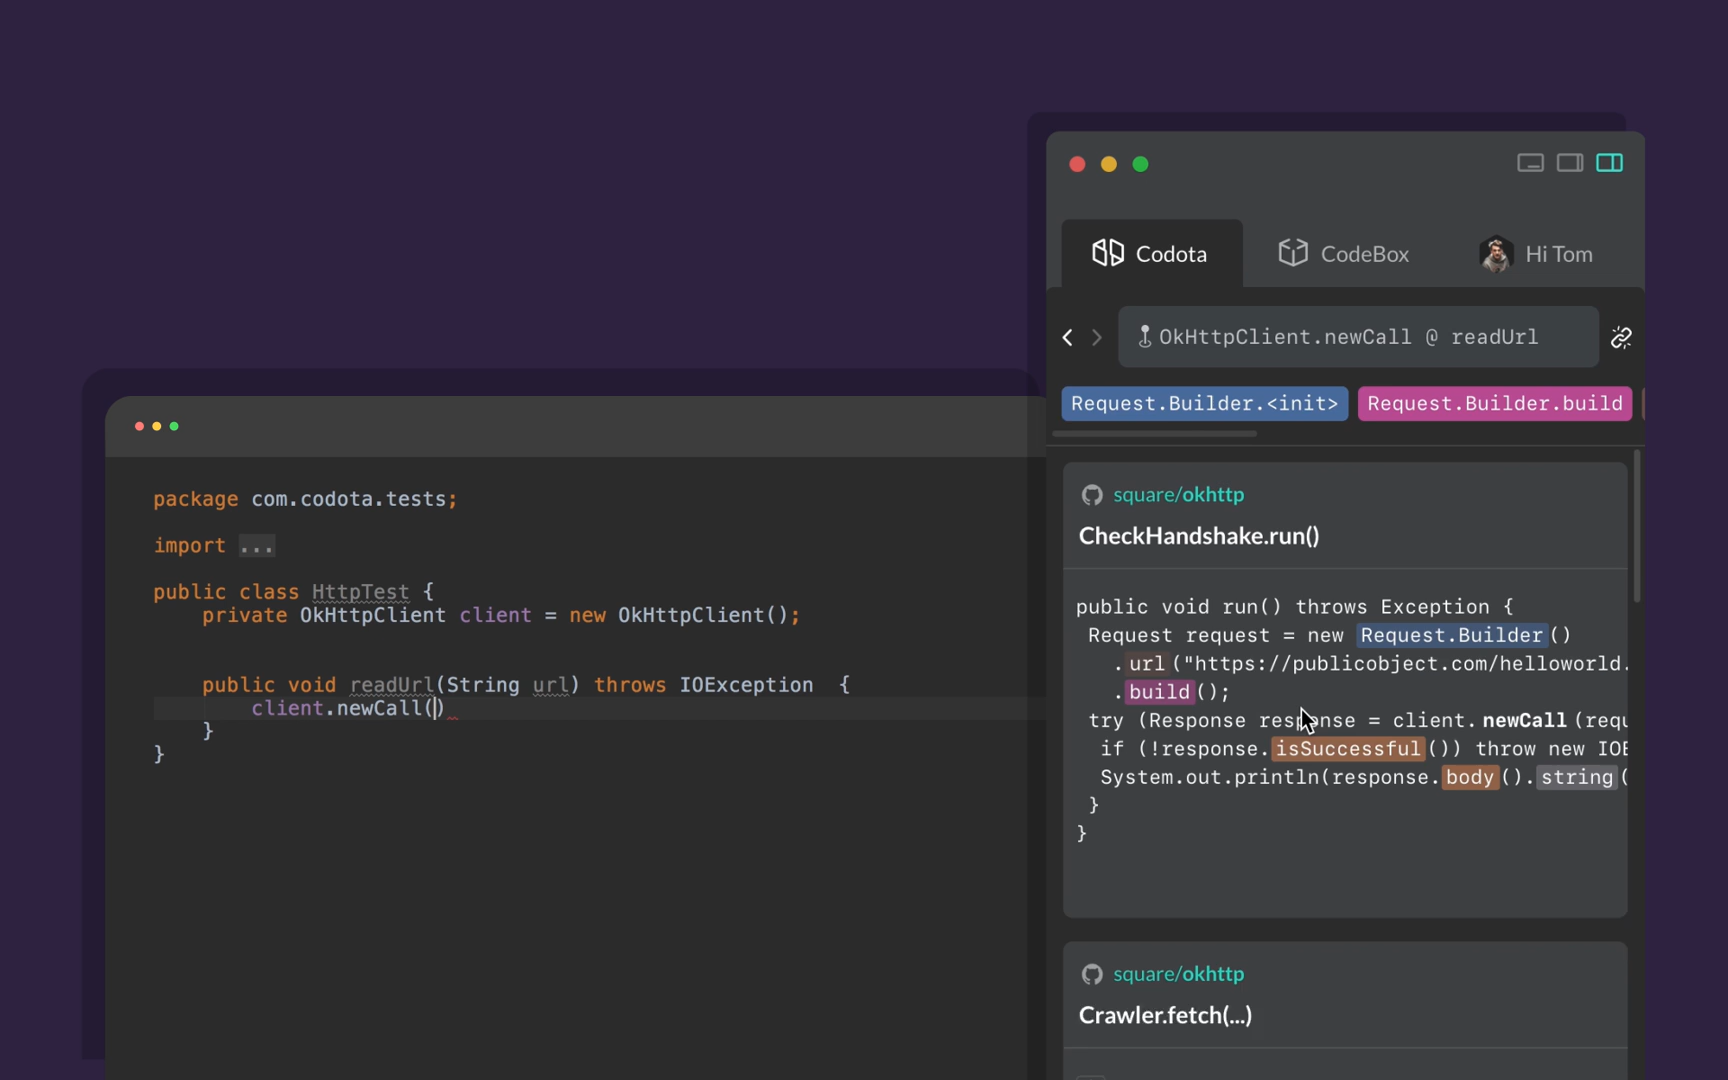 package com.codota.tests;
import ...
public class HttpTest {
private OkHttpClient client = new OkHttpClient();
public void readUrl(String url) throws IOException {
client.newCall()
}
}
Codota
CodeBox
Hi Tom
OkHttpClient.newCall @ readUrl
Request.Builder.<init>
Request.Builder.build
square/okhttp
CheckHandshake.run()
public void run() throws Exception {
Request request = new Request.Builder()
.url("https://publicobject.com/helloworld.
.build();
try (Response response = client.newCall(requ
if (!response.isSuccessful()) throw new IOE
System.out.println(response.body().string(
}
}
square/okhttp
Crawler.fetch(...)